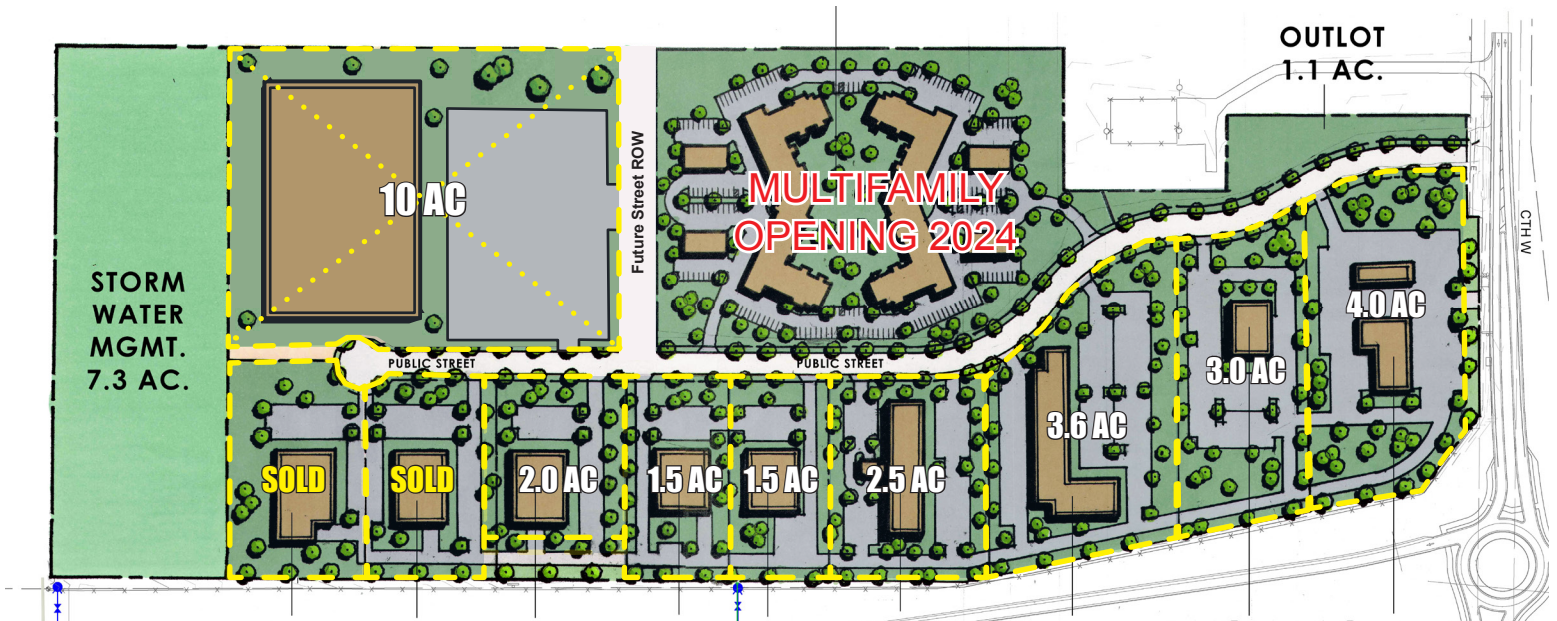 OUTLOT
1.1 AC.
10 AC
Future Street ROW
MULTIFAMILY
OPENING 2024
CTH W
STORM
WATER
MGMT.
7.3 AC.
4.0 AC
3.0 AC
PUBLIC STREET
PUBLIC STREET
3.6 AC
SOLD
SOLD
2.0 AC
1.5 AC
1.5 AC
2.5 AC